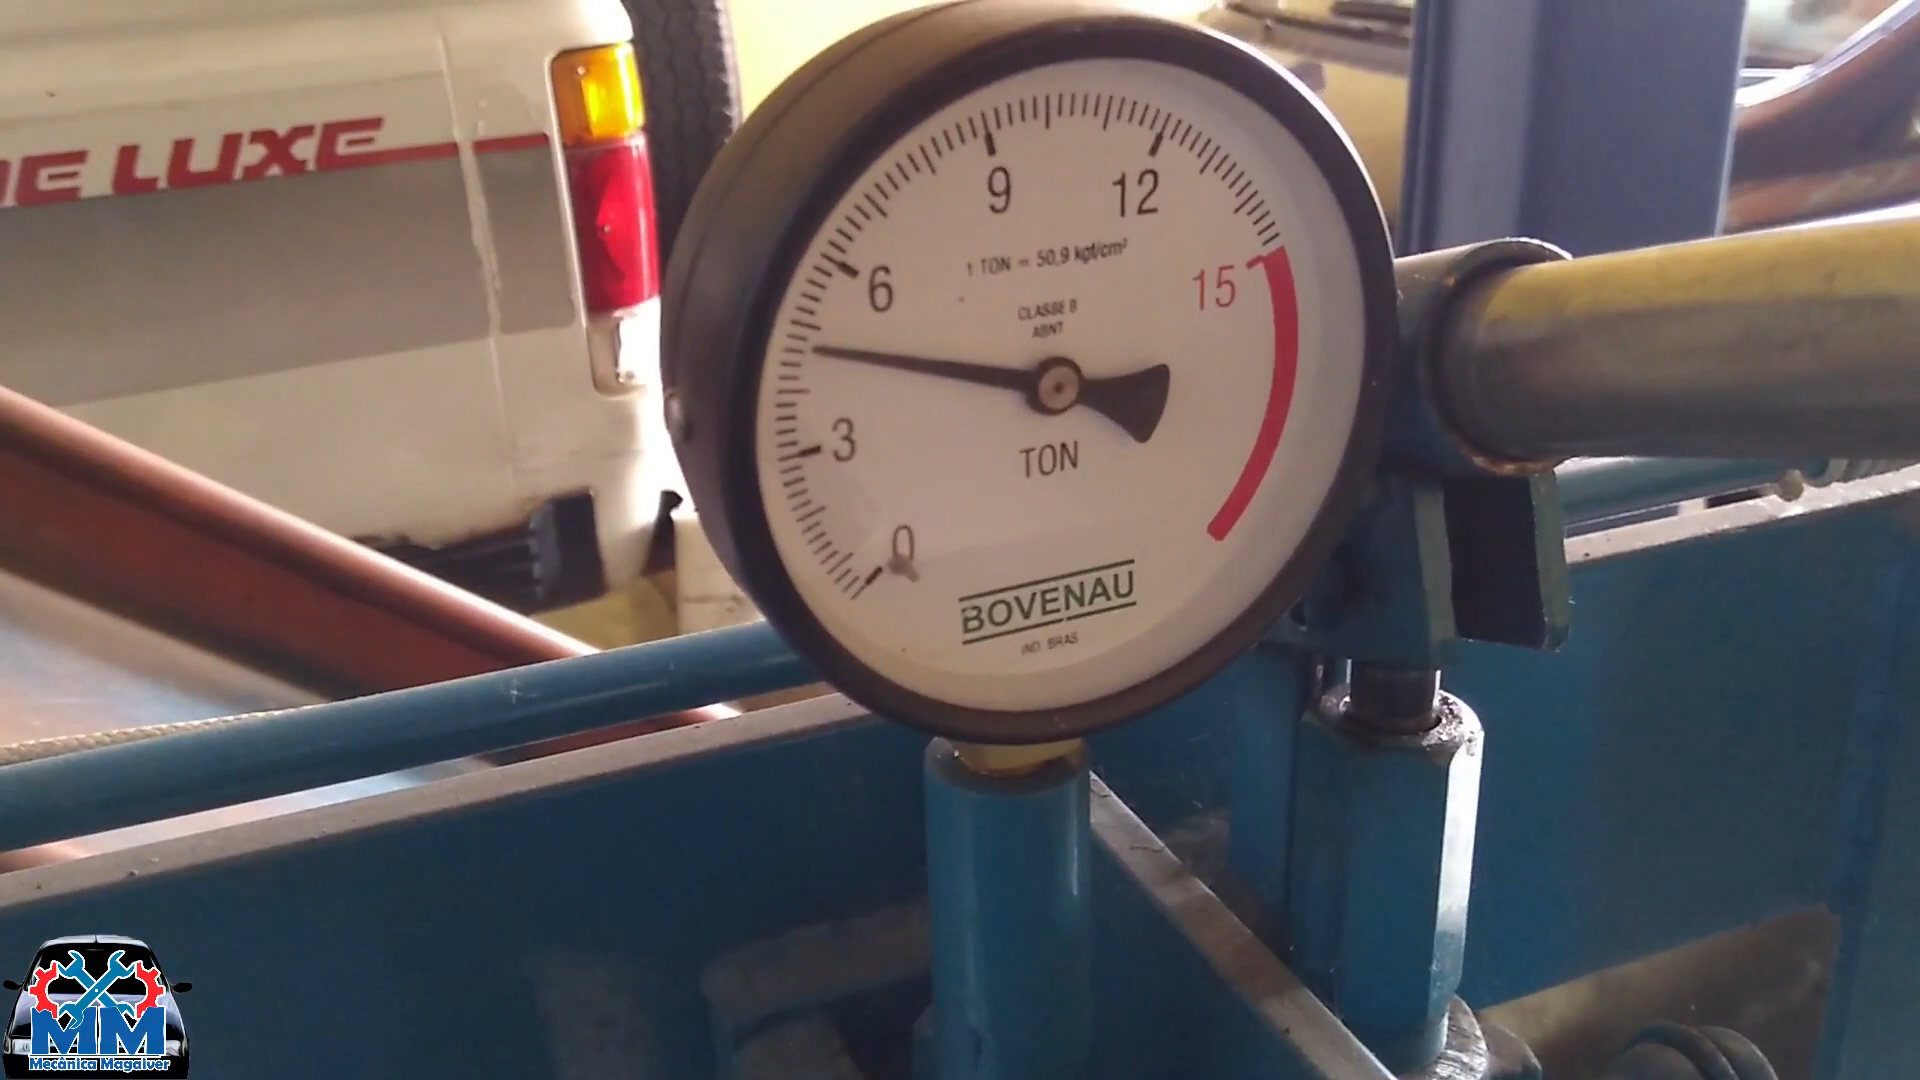 DE LUXE
9
12
6
1 TON = 50,9 kgf/cm²
15
CLASSE B
ABNT
3
TON
0
BOVENAU
IND. BRAS
MM
Mecânica Magaiver